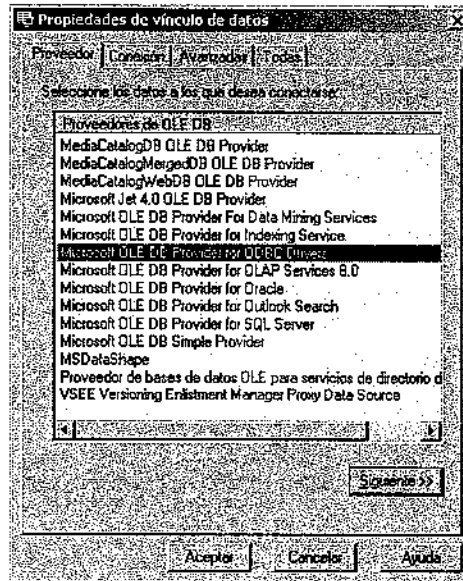 Propiedades de vínculo de datos
Proveedor Conexión Avanzadas Todas
Seleccione los datos a los que desea conectarse:
Proveedores de OLE DB
MediaCatalogDB OLE DB Provider
MediaCatalogMergedDB OLE DB Provider
MediaCatalogWebDB OLE DB Provider
Microsoft Jet 4.0 OLE DB Provider
Microsoft OLE DB Provider For Data Mining Services
Microsoft OLE DB Provider for Indexing Service
Microsoft OLE DB Provider for ODBC Drivers
Microsoft OLE DB Provider for OLAP Services 8.0
Microsoft OLE DB Provider for Oracle
Microsoft OLE DB Provider for Outlook Search
Microsoft OLE DB Provider for SQL Server
Microsoft OLE DB Simple Provider
MSDataShape
Proveedor de bases de datos OLE para servicios de directorio d
VSEE Versioning Enlistment Manager Proxy Data Source
Siguiente >>
Aceptar Cancelar Ayuda